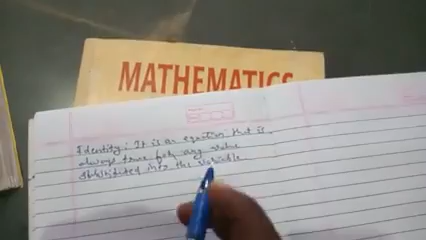 MATHEMATICS
Identity: It is an equation that is
always true for any value
substituted into the variable